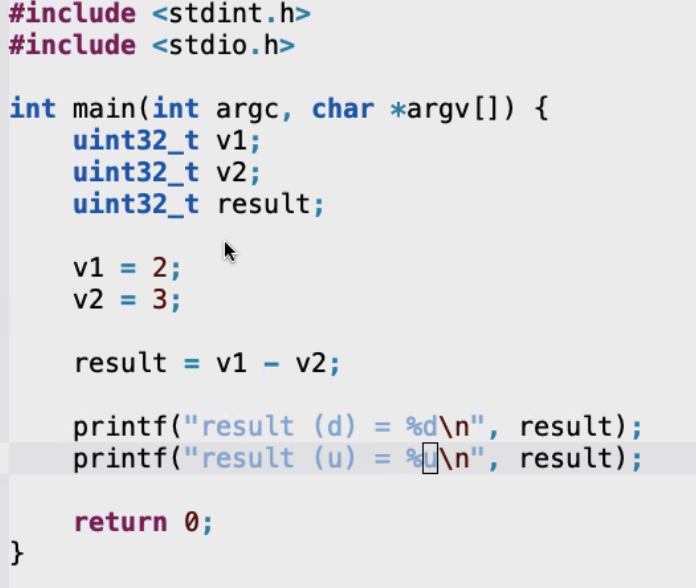 #include <stdint.h>
#include <stdio.h>
int main(int argc, char *argv[]) {
    uint32_t v1;
    uint32_t v2;
    uint32_t result;
    v1 = 2;
    v2 = 3;
    result = v1 - v2;
    printf("result (d) = %d\n", result);
    printf("result (u) = %u\n", result);
    return 0;
}